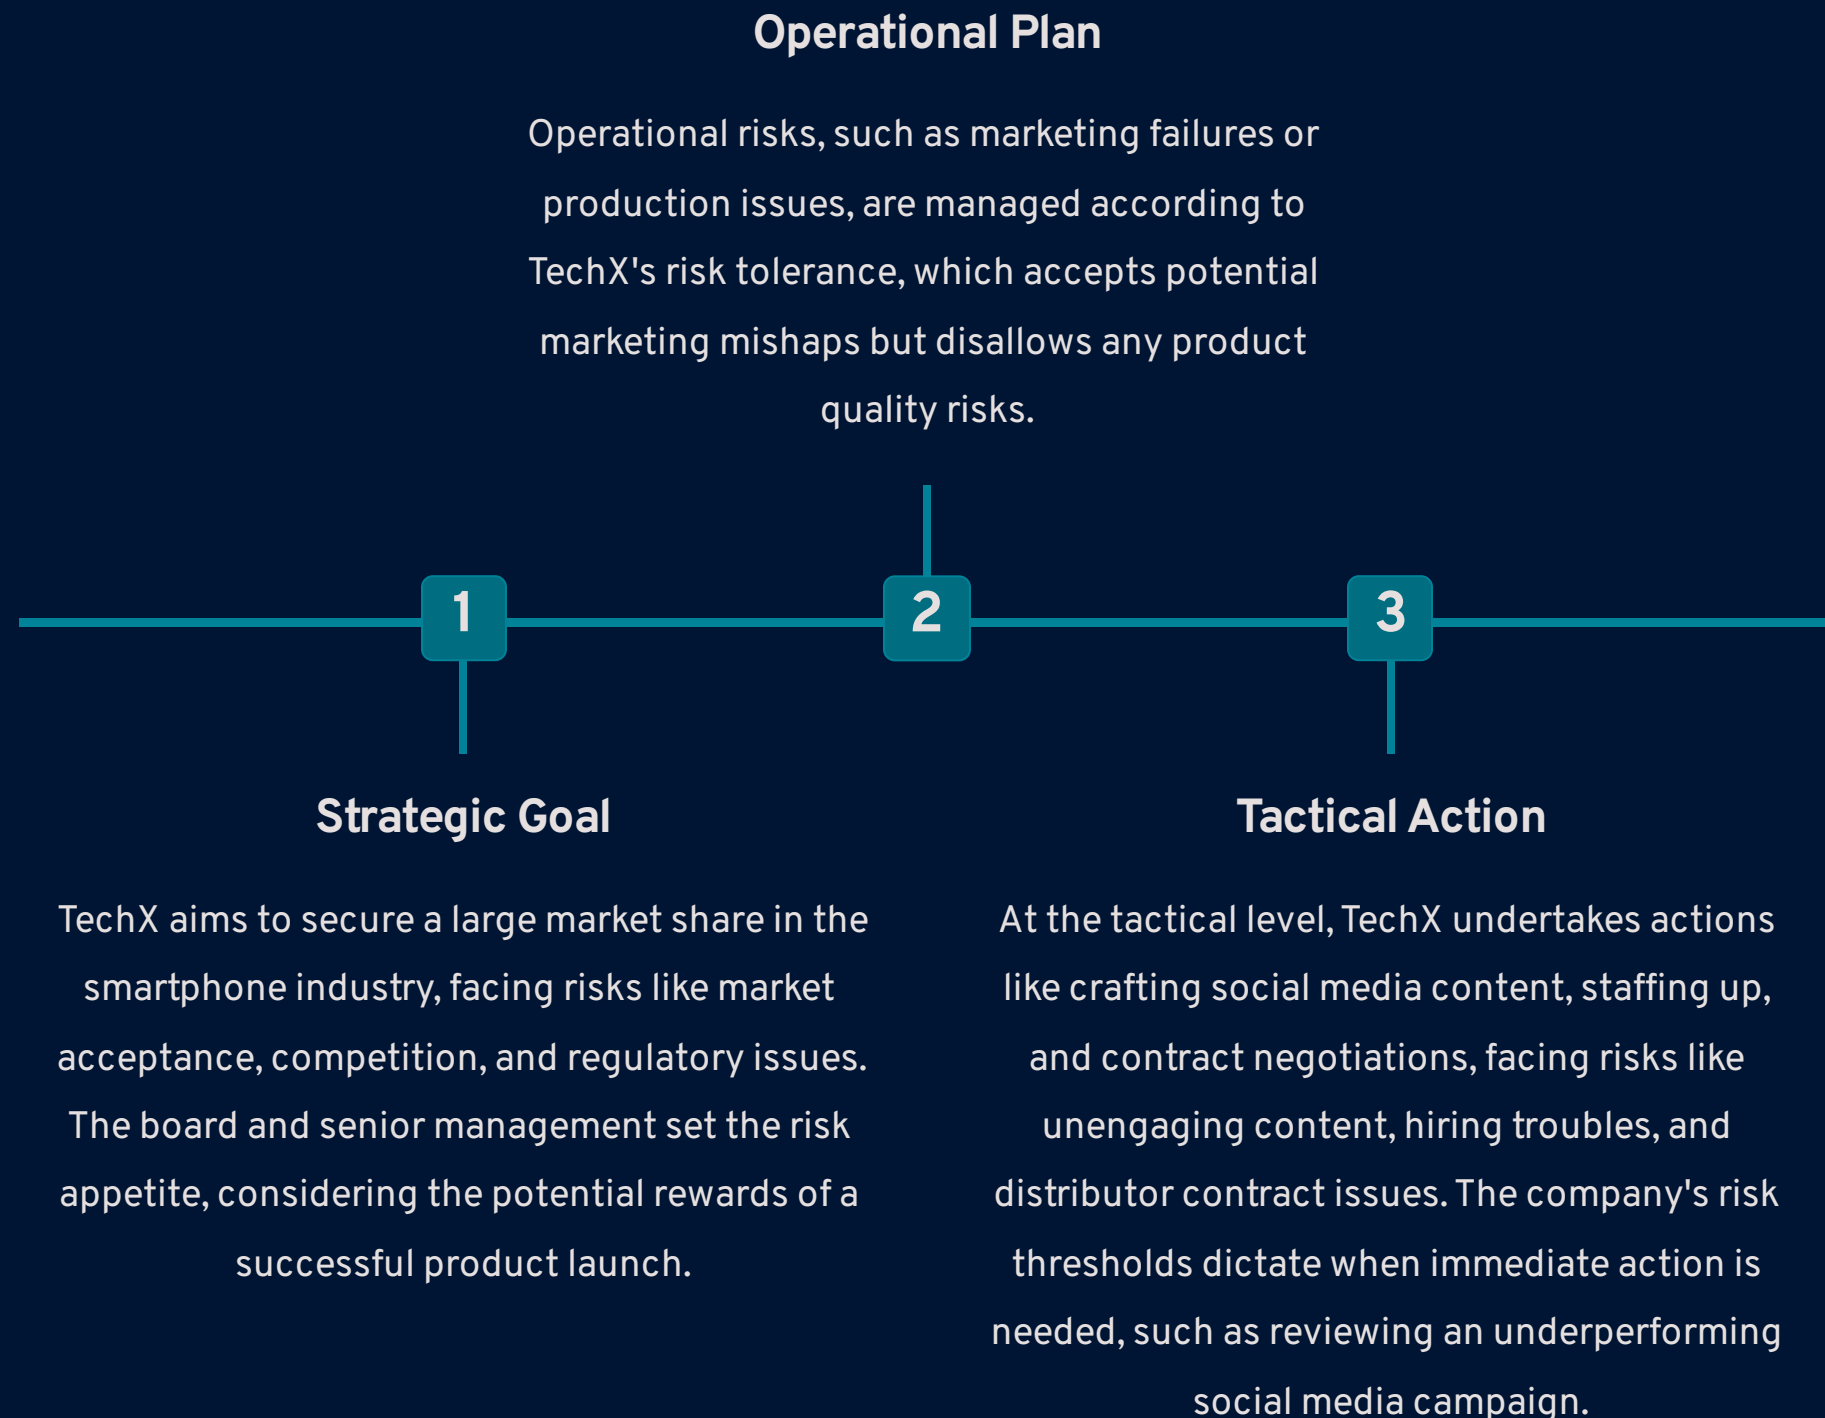 Operational Plan
Operational risks, such as marketing failures or
production issues, are managed according to
TechX's risk tolerance, which accepts potential
marketing mishaps but disallows any product
quality risks.
1
2
3
Strategic Goal
TechX aims to secure a large market share in the
smartphone industry, facing risks like market
acceptance, competition, and regulatory issues.
The board and senior management set the risk
appetite, considering the potential rewards of a
successful product launch.
Tactical Action
At the tactical level, TechX undertakes actions
like crafting social media content, staffing up,
and contract negotiations, facing risks like
unengaging content, hiring troubles, and
distributor contract issues. The company's risk
thresholds dictate when immediate action is
needed, such as reviewing an underperforming
social media campaign.